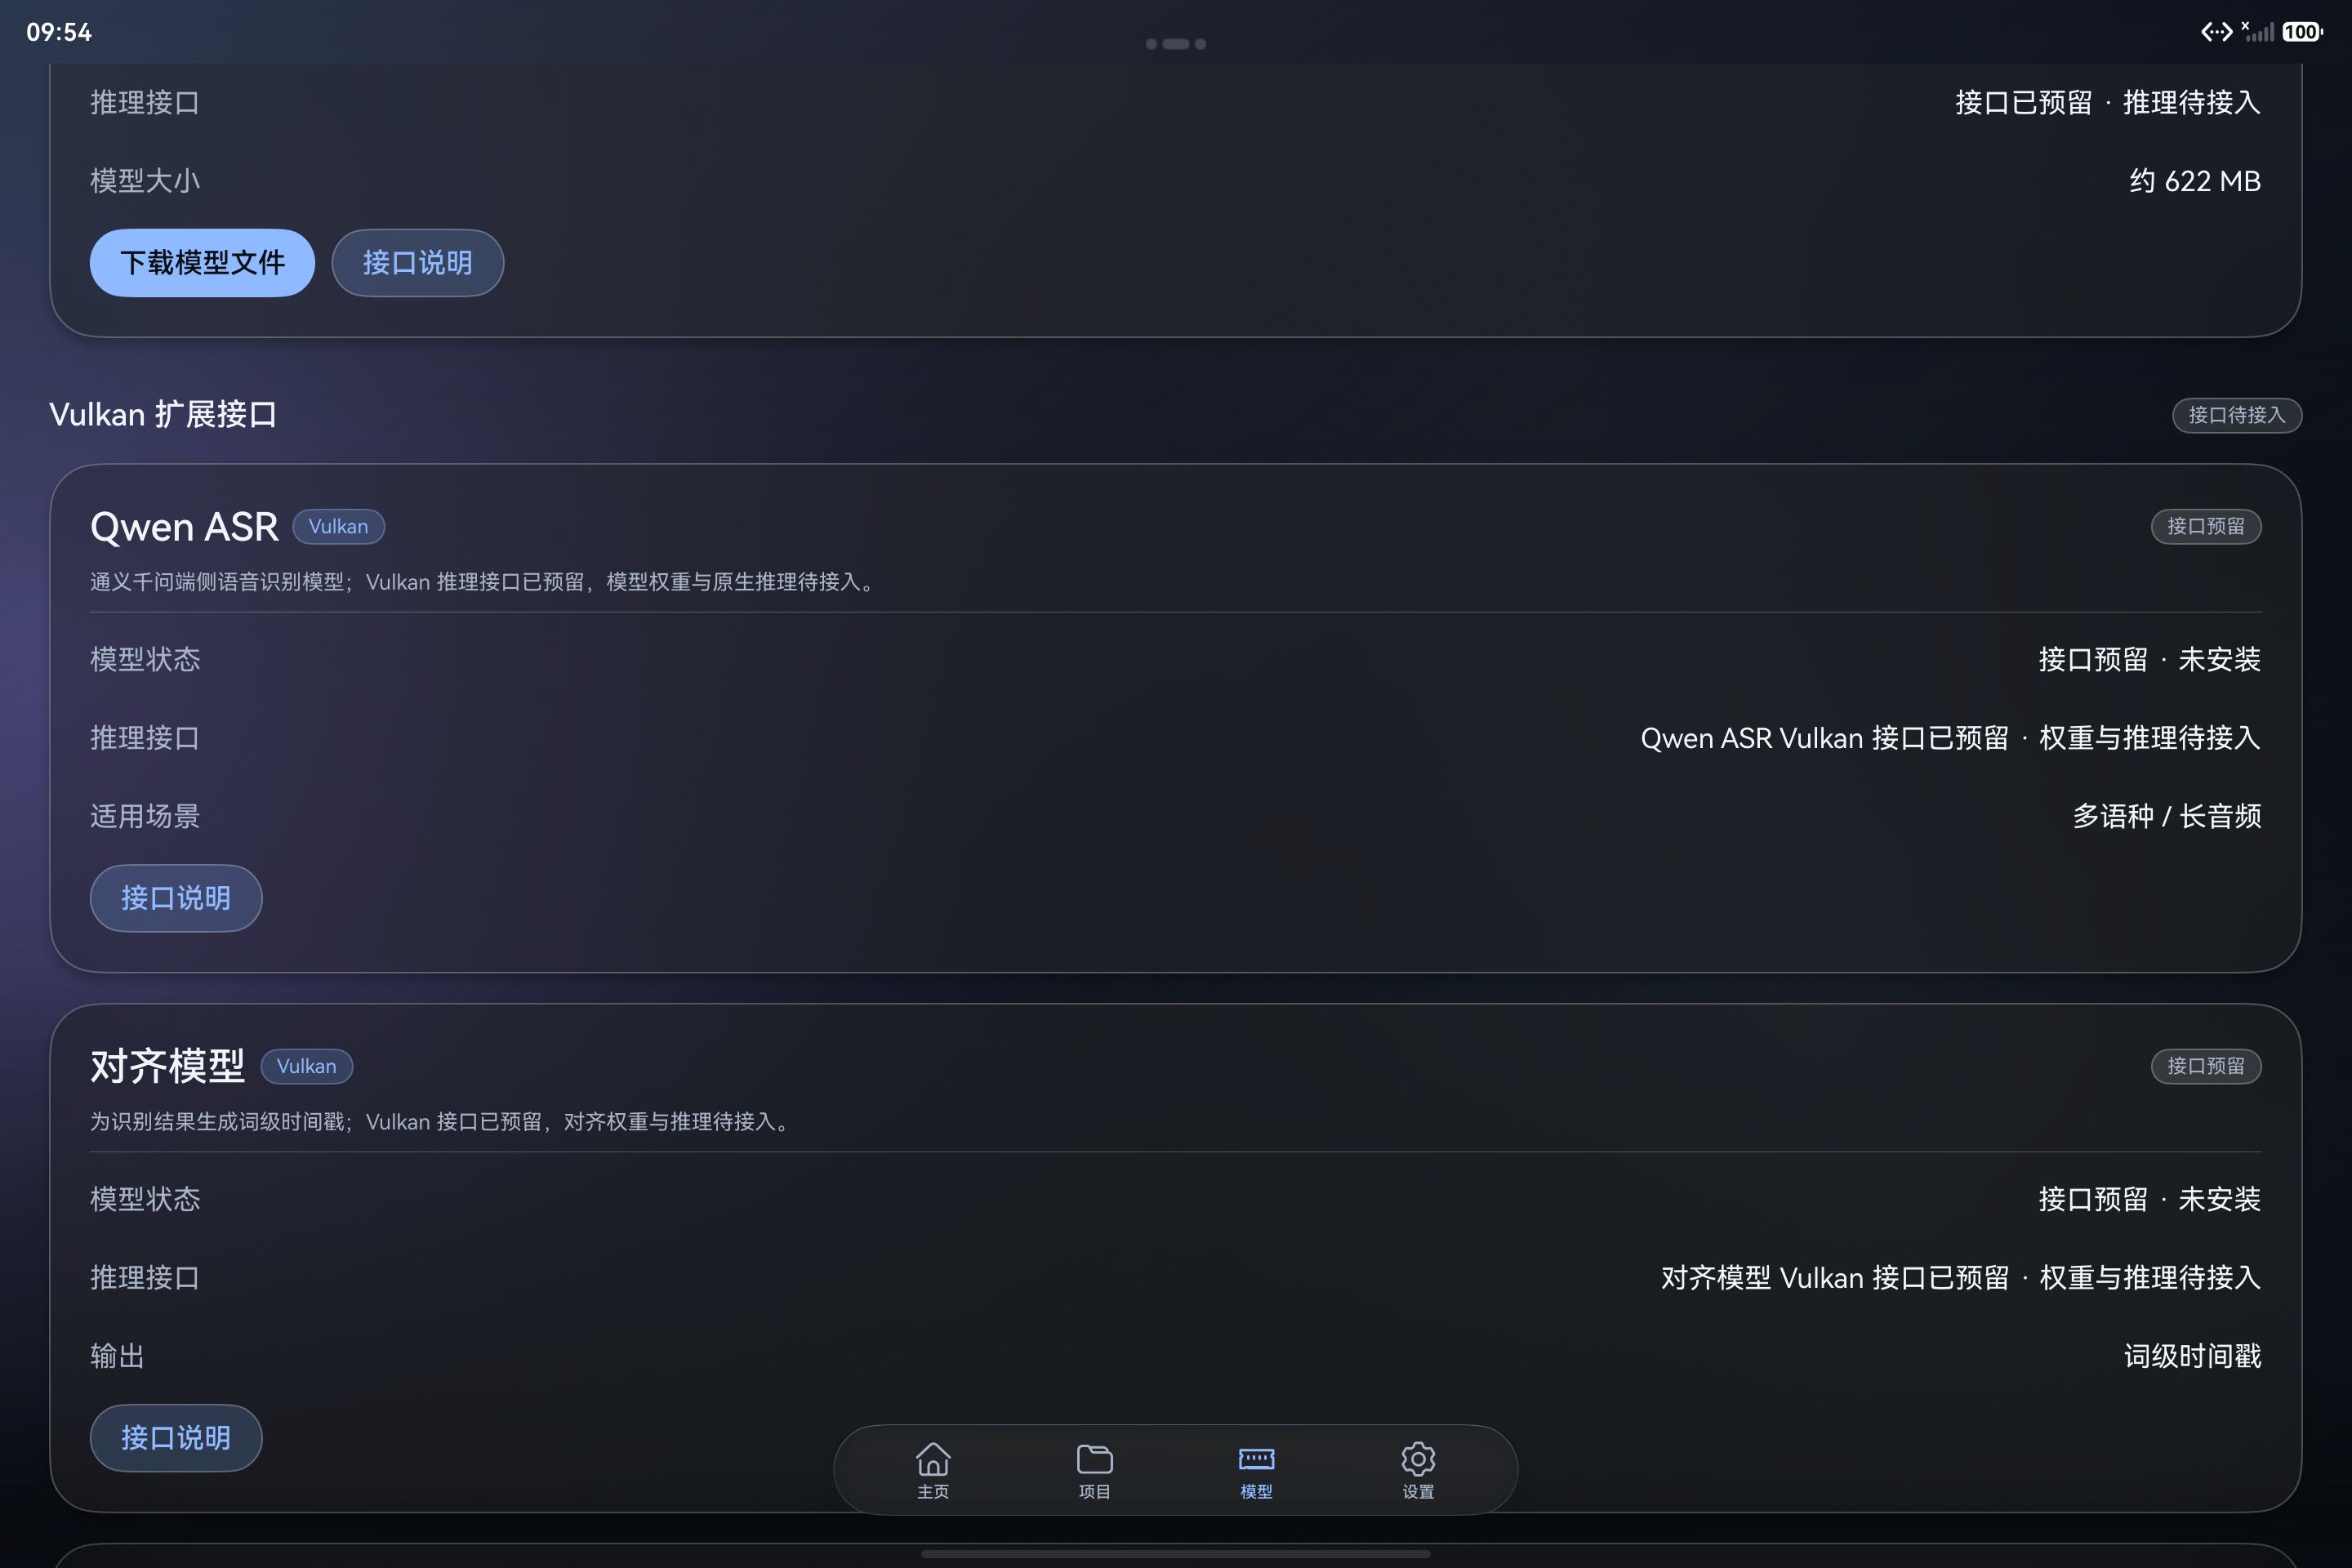 09:54
100
推理接口
接口已预留 · 推理待接入
模型大小
约 622 MB
下载模型文件
接口说明
Vulkan 扩展接口
接口待接入
Qwen ASR
Vulkan
接口预留
通义千问端侧语音识别模型；Vulkan 推理接口已预留，模型权重与原生推理待接入。
模型状态
接口预留 · 未安装
推理接口
Qwen ASR Vulkan 接口已预留 · 权重与推理待接入
适用场景
多语种 / 长音频
接口说明
对齐模型
Vulkan
接口预留
为识别结果生成词级时间戳；Vulkan 接口已预留，对齐权重与推理待接入。
模型状态
接口预留 · 未安装
推理接口
对齐模型 Vulkan 接口已预留 · 权重与推理待接入
输出
词级时间戳
接口说明
主页
项目
模型
设置